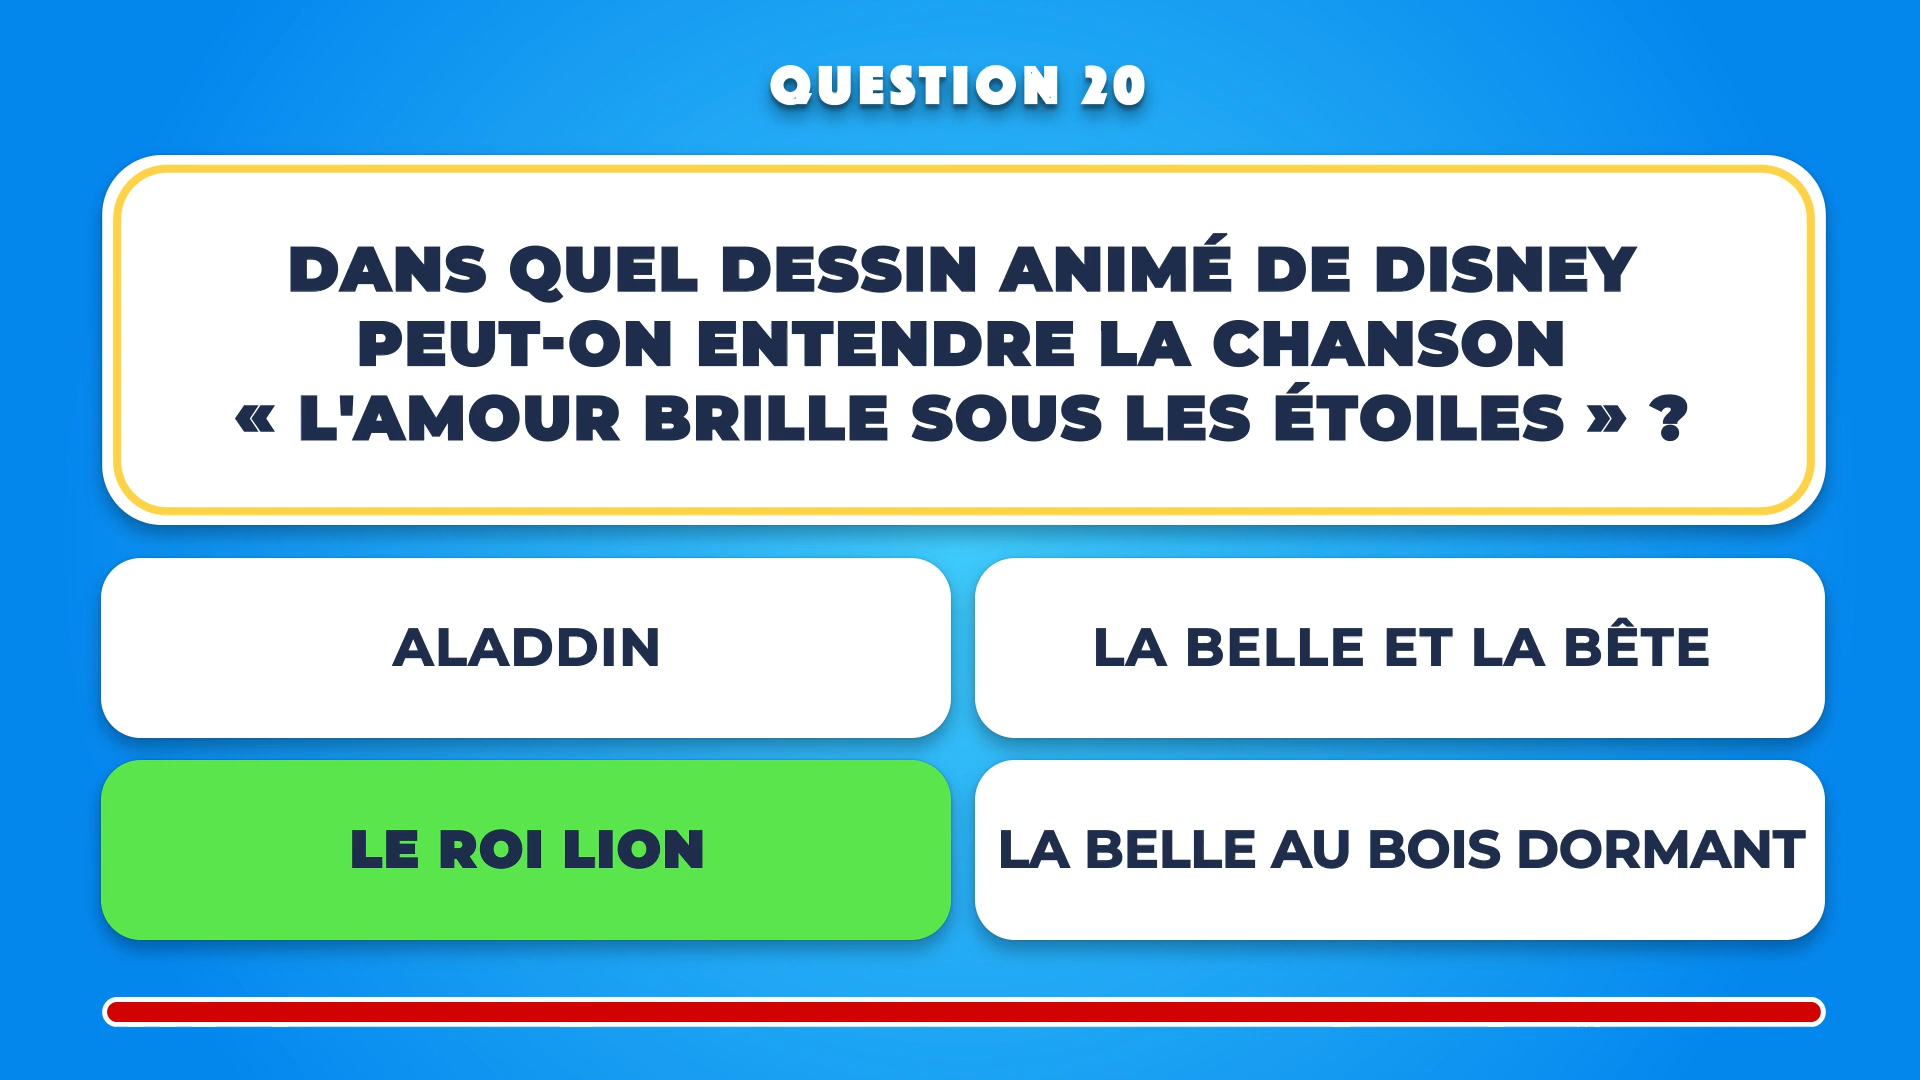 QUESTION 20
DANS QUEL DESSIN ANIMÉ DE DISNEY
PEUT-ON ENTENDRE LA CHANSON
« L'AMOUR BRILLE SOUS LES ÉTOILES » ?
ALADDIN
LA BELLE ET LA BÊTE
LE ROI LION
LA BELLE AU BOIS DORMANT